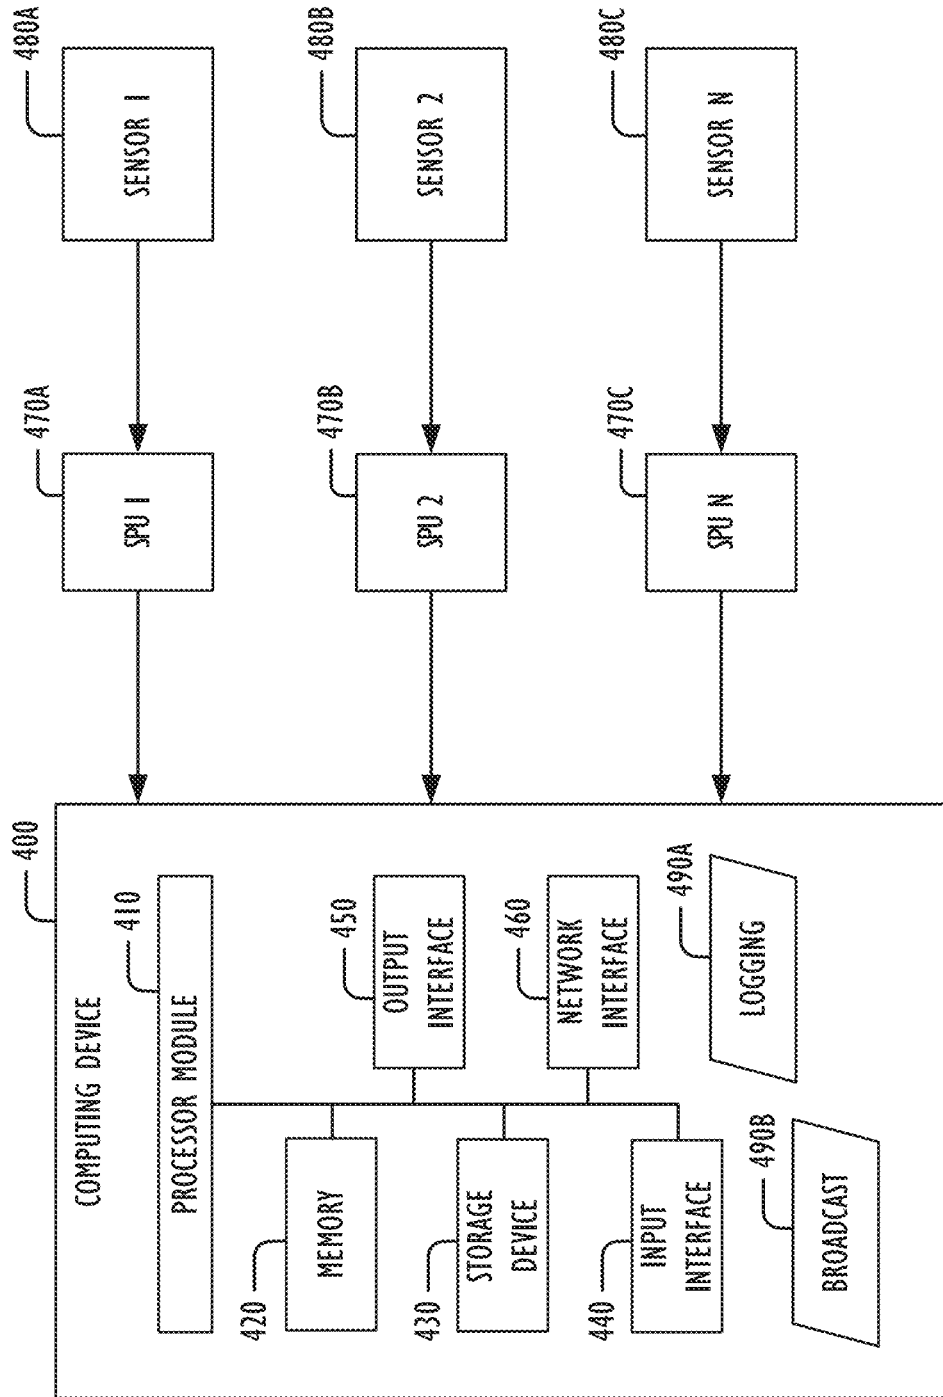 400
COMPUTING DEVICE
410
PROCESSOR MODULE
420
MEMORY
450
OUTPUT
INTERFACE
430
STORAGE
DEVICE
460
NETWORK
INTERFACE
440
INPUT
INTERFACE
490A
LOGGING
490B
BROADCAST
470A
SPU 1
470B
SPU 2
470C
SPU N
480A
SENSOR 1
480B
SENSOR 2
480C
SENSOR N